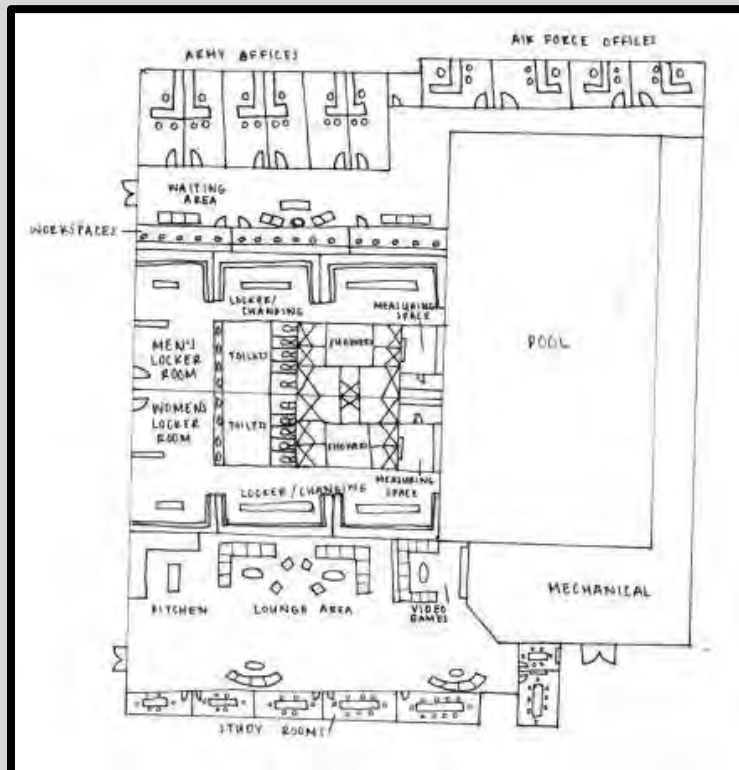 ARMY OFFICES
AIR FORCE OFFICES
WAITING
AREA
WORKSPACES
LOCKER/
CHANGING
MEASURING
SPACE
MEN'S
LOCKER
ROOM
TOILETS
SHOWERS
POOL
WOMENS
LOCKER
ROOM
TOILETS
SHOWERS
LOCKER/CHANGING
MEASURING
SPACE
KITCHEN
LOUNGE AREA
VIDEO
GAMES
MECHANICAL
STUDY ROOMS